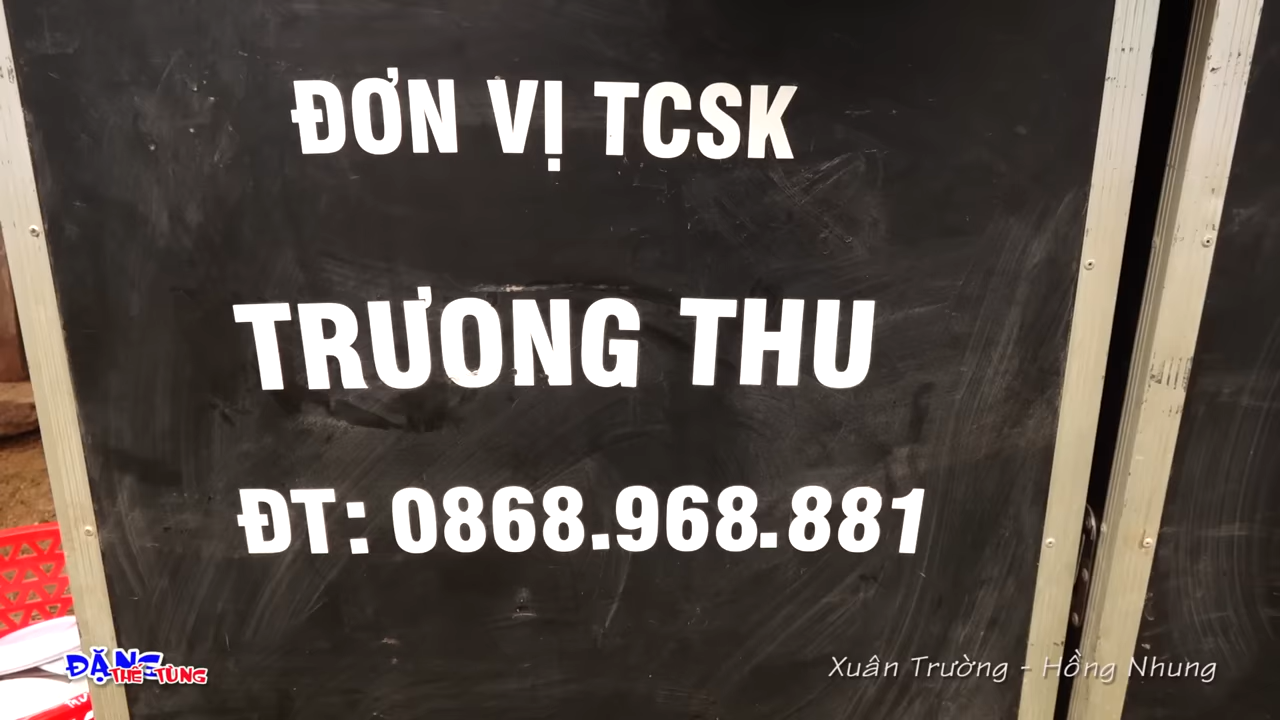 ĐƠN VỊ TCSK
TRƯƠNG THU
ĐT: 0868.968.881
ĐẶNG
THẾ TÙNG
Xuân Trường - Hồng Nhung